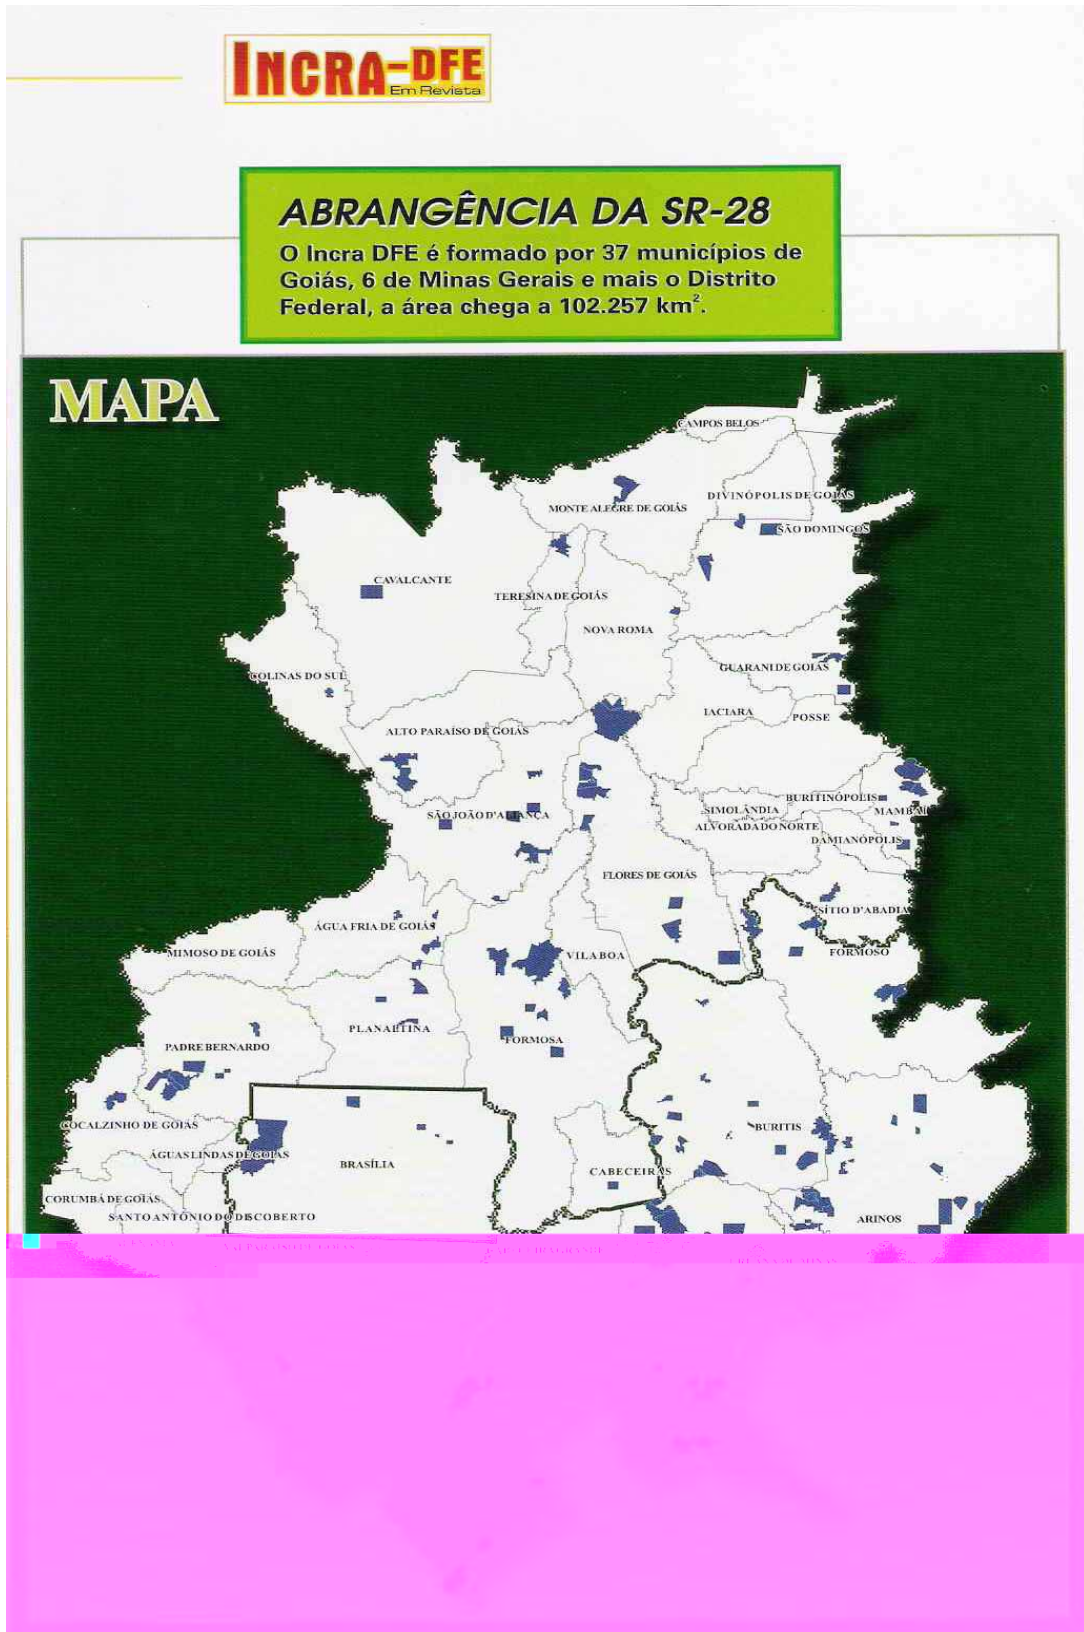 INCRA-DFE
Em Revista
ABRANGÊNCIA DA SR-28
O Incra DFE é formado por 37 municípios de
Goiás, 6 de Minas Gerais e mais o Distrito
Federal, a área chega a 102.257 km².
MAPA
CAMPOS BELOS
DIVINÓPOLIS DE GOIÁS
MONTE ALEGRE DE GOIÁS
SÃO DOMINGOS
CAVALCANTE
TERESINA DE GOIÁS
NOVA ROMA
GUARANI DE GOIÁS
COLINAS DO SUL
IACIARA
POSSE
ALTO PARAÍSO DE GOIÁS
BURITINÓPOLIS
SIMOLÂNDIA
MAMBAÍ
SÃO JOÃO D'ALIANÇA
ALVORADA DO NORTE
DAMIANÓPOLIS
FLORES DE GOIÁS
SÍTIO D'ABADIA
ÁGUA FRIA DE GOIÁS
MIMOSO DE GOIÁS
VILA BOA
FORMOSO
PLANALTINA
FORMOSA
PADRE BERNARDO
COCALZINHO DE GOIÁS
BURITIS
ÁGUAS LINDAS DE GOIÁS
BRASÍLIA
CABECEIRAS
CORUMBÁ DE GOIÁS
SANTO ANTÔNIO DO DESCOBERTO
ARINOS